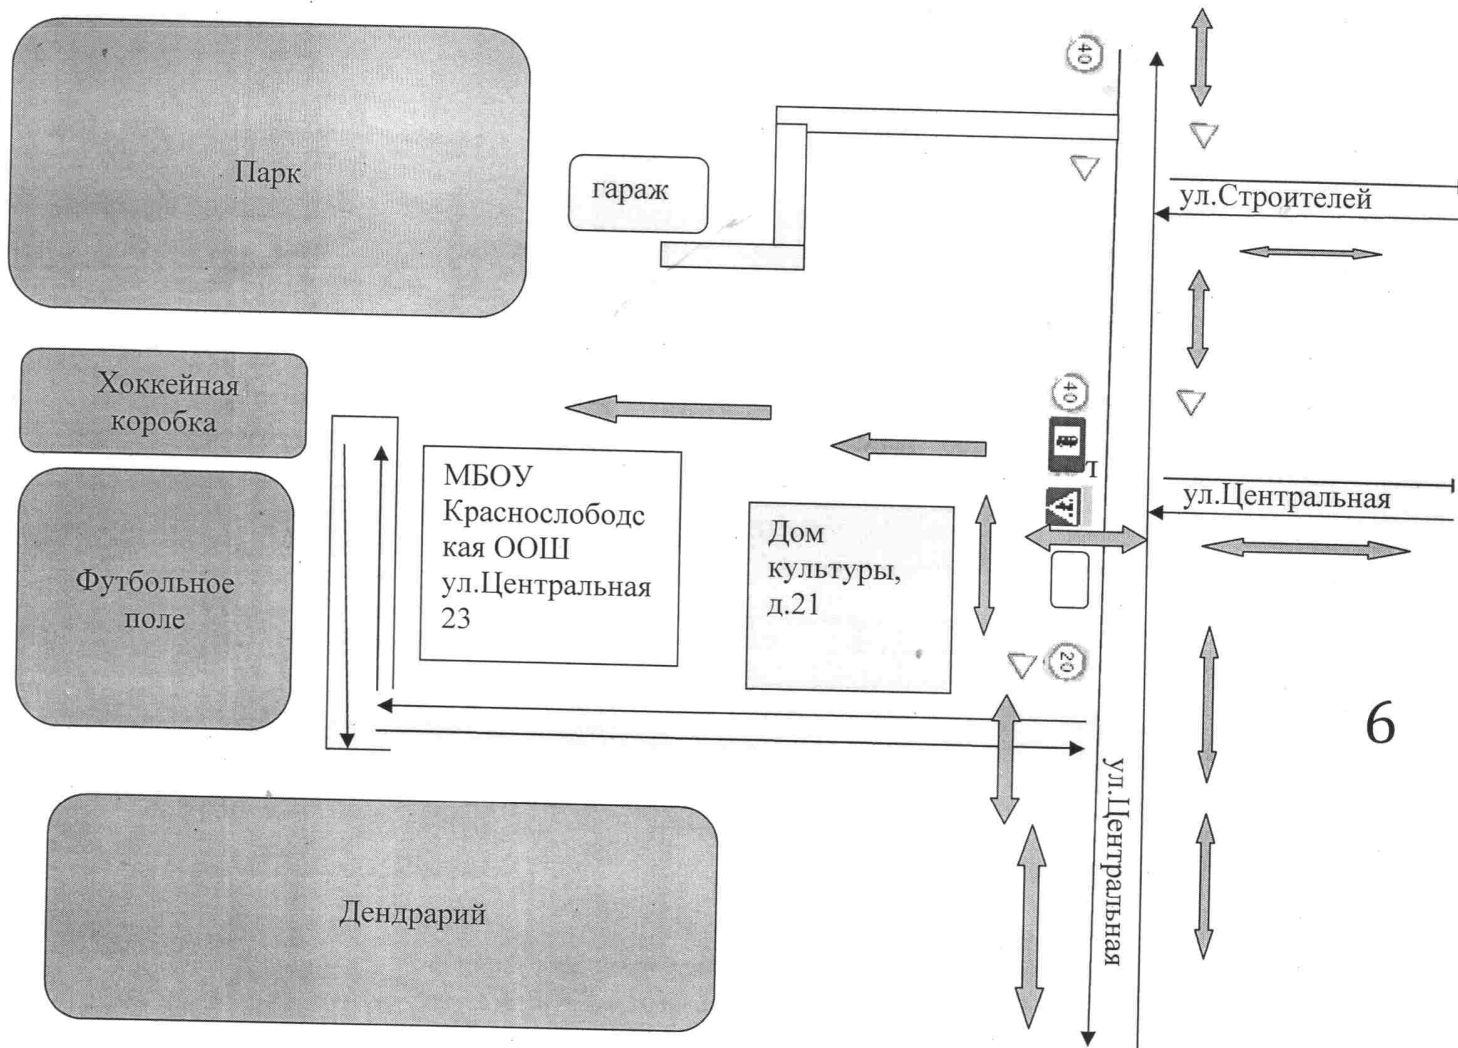 40
Парк
гараж
ул.Строителей
Хоккейная
коробка
40
МБОУ
Краснослободс
кая ООШ
ул.Центральная
23
ул.Центральная
Дом
культуры,
д.21
Футбольное
поле
20
6
ул.Центральная
Дендрарий